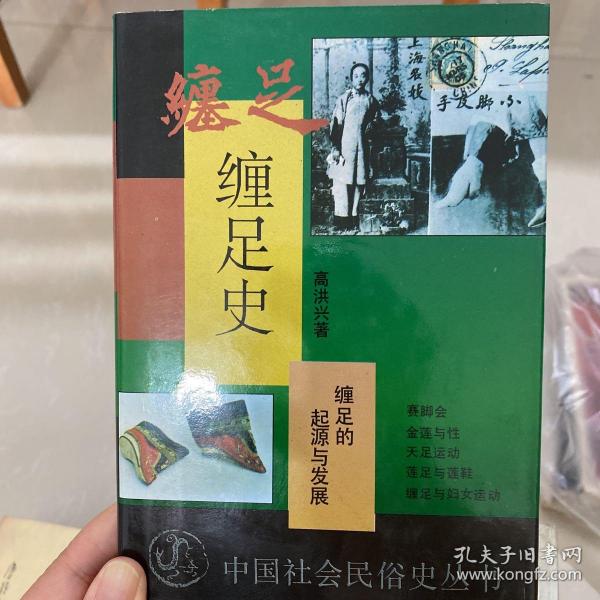 纏足
缠足史
高洪兴著
缠足的
起源与发展
上海名妓
手皮脚小
Shanghai
赛脚会
金莲与性
天足运动
莲足与莲鞋
缠足与妇女运动
中国社会民俗史丛书
孔夫子旧书网
www.kongfz.com